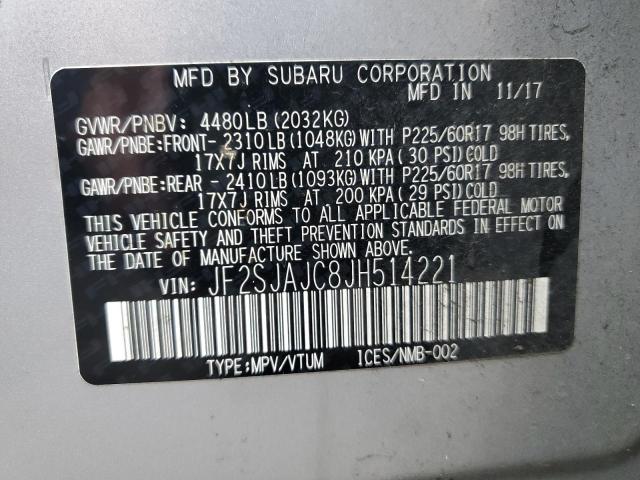 MFD BY SUBARU CORPORATION
MFD IN 11/17
GVWR/PNBV: 4480LB(2032KG)
GAWR/PNBE:FRONT- 2310LB(1048KG)WITH P225/60R17 98H TIRES,
17X7J RIMS AT 210 KPA( 30 PSI)COLD
GAWR/PNBE:REAR - 2410LB(1093KG)WITH P225/60R17 98H TIRES,
17X7J RIMS AT 200 KPA( 29 PSI)COLD
THIS VEHICLE CONFORMS TO ALL APPLICABLE FEDERAL MOTOR
VEHICLE SAFETY AND THEFT PREVENTION STANDARDS IN EFFECT ON
THE DATE OF MANUFACTURE SHOWN ABOVE.
VIN: JF2SJAJC8JH514221
TYPE:MPV/VTUM ICES/NMB-002